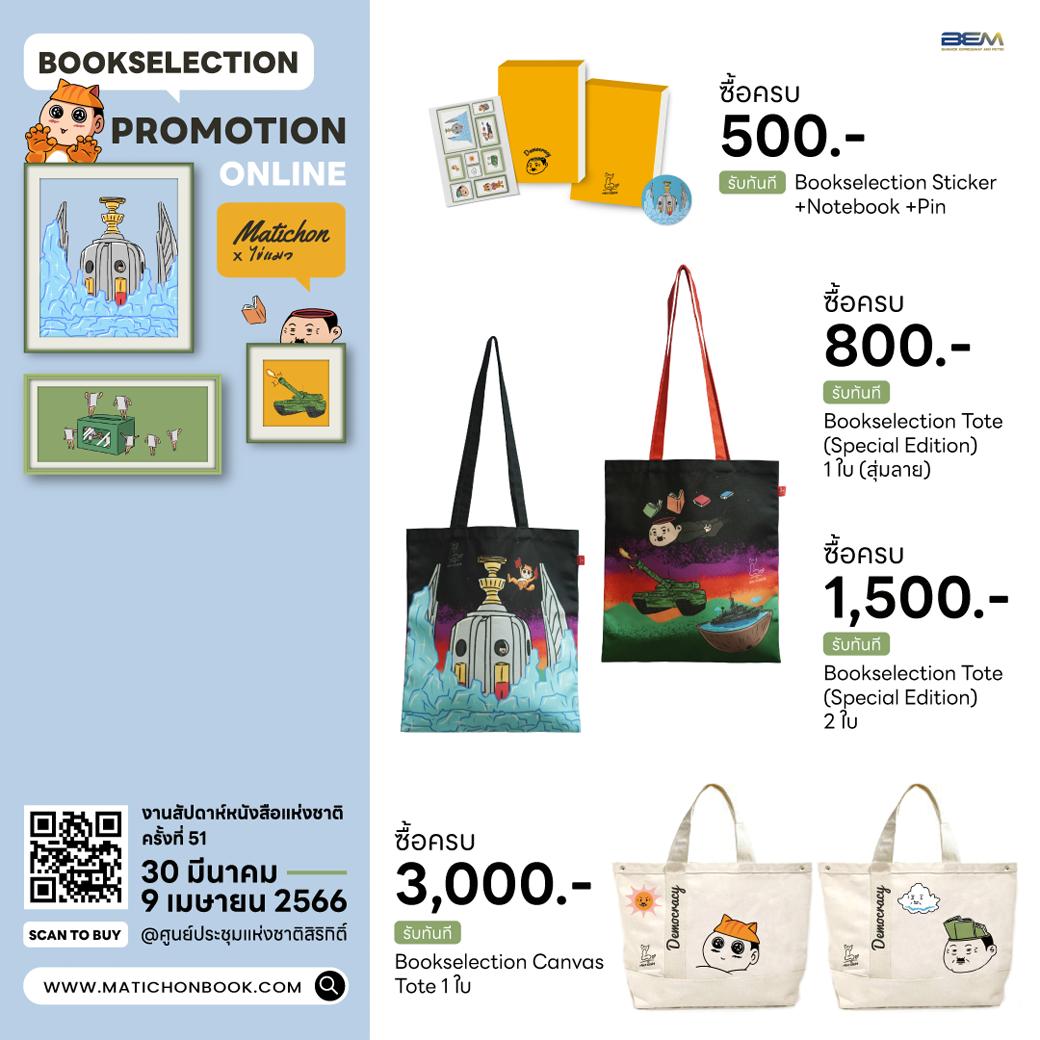 BOOKSELECTION
PROMOTION
ONLINE
Matichon
x ไข่แมว
งานสัปดาห์หนังสือแห่งชาติ
ครั้งที่ 51
30 มีนาคม
9 เมษายน 2566
@ศูนย์ประชุมแห่งชาติสิริกิติ์
SCAN TO BUY
WWW.MATICHONBOOK.COM
BEM
BANGKOK EXPRESSWAY AND METRO
Democracy
ซื้อครบ
500.-
รับทันที Bookselection Sticker
+Notebook +Pin
ซื้อครบ
800.-
รับทันที
Bookselection Tote
(Special Edition)
1 ใบ (สุ่มลาย)
ซื้อครบ
1,500.-
รับทันที
Bookselection Tote
(Special Edition)
2 ใบ
ซื้อครบ
3,000.-
รับทันที
Bookselection Canvas
Tote 1 ใบ
Democracy
Democracy